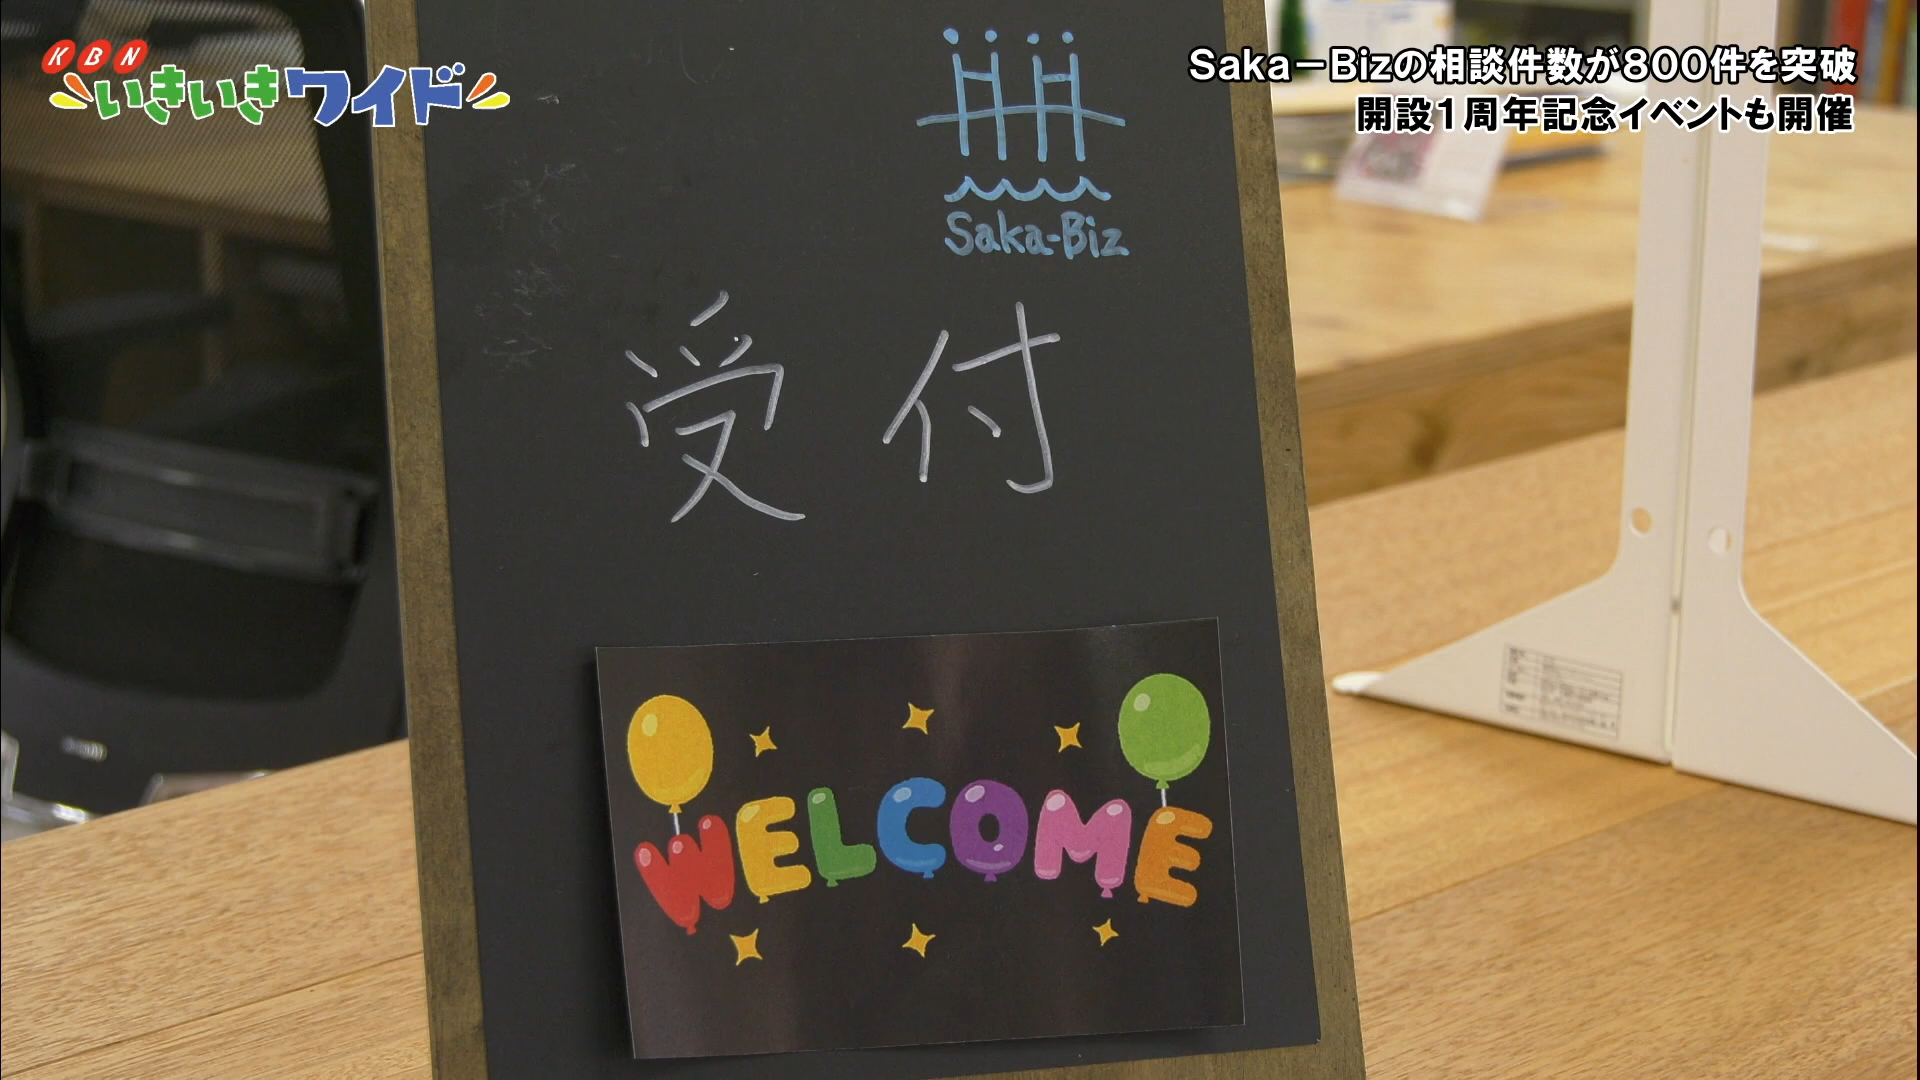 KBN
いきいきワイド
Saka－Bizの相談件数が800件を突破
開設1周年記念イベントも開催
Saka-Biz
受付
WELCOME